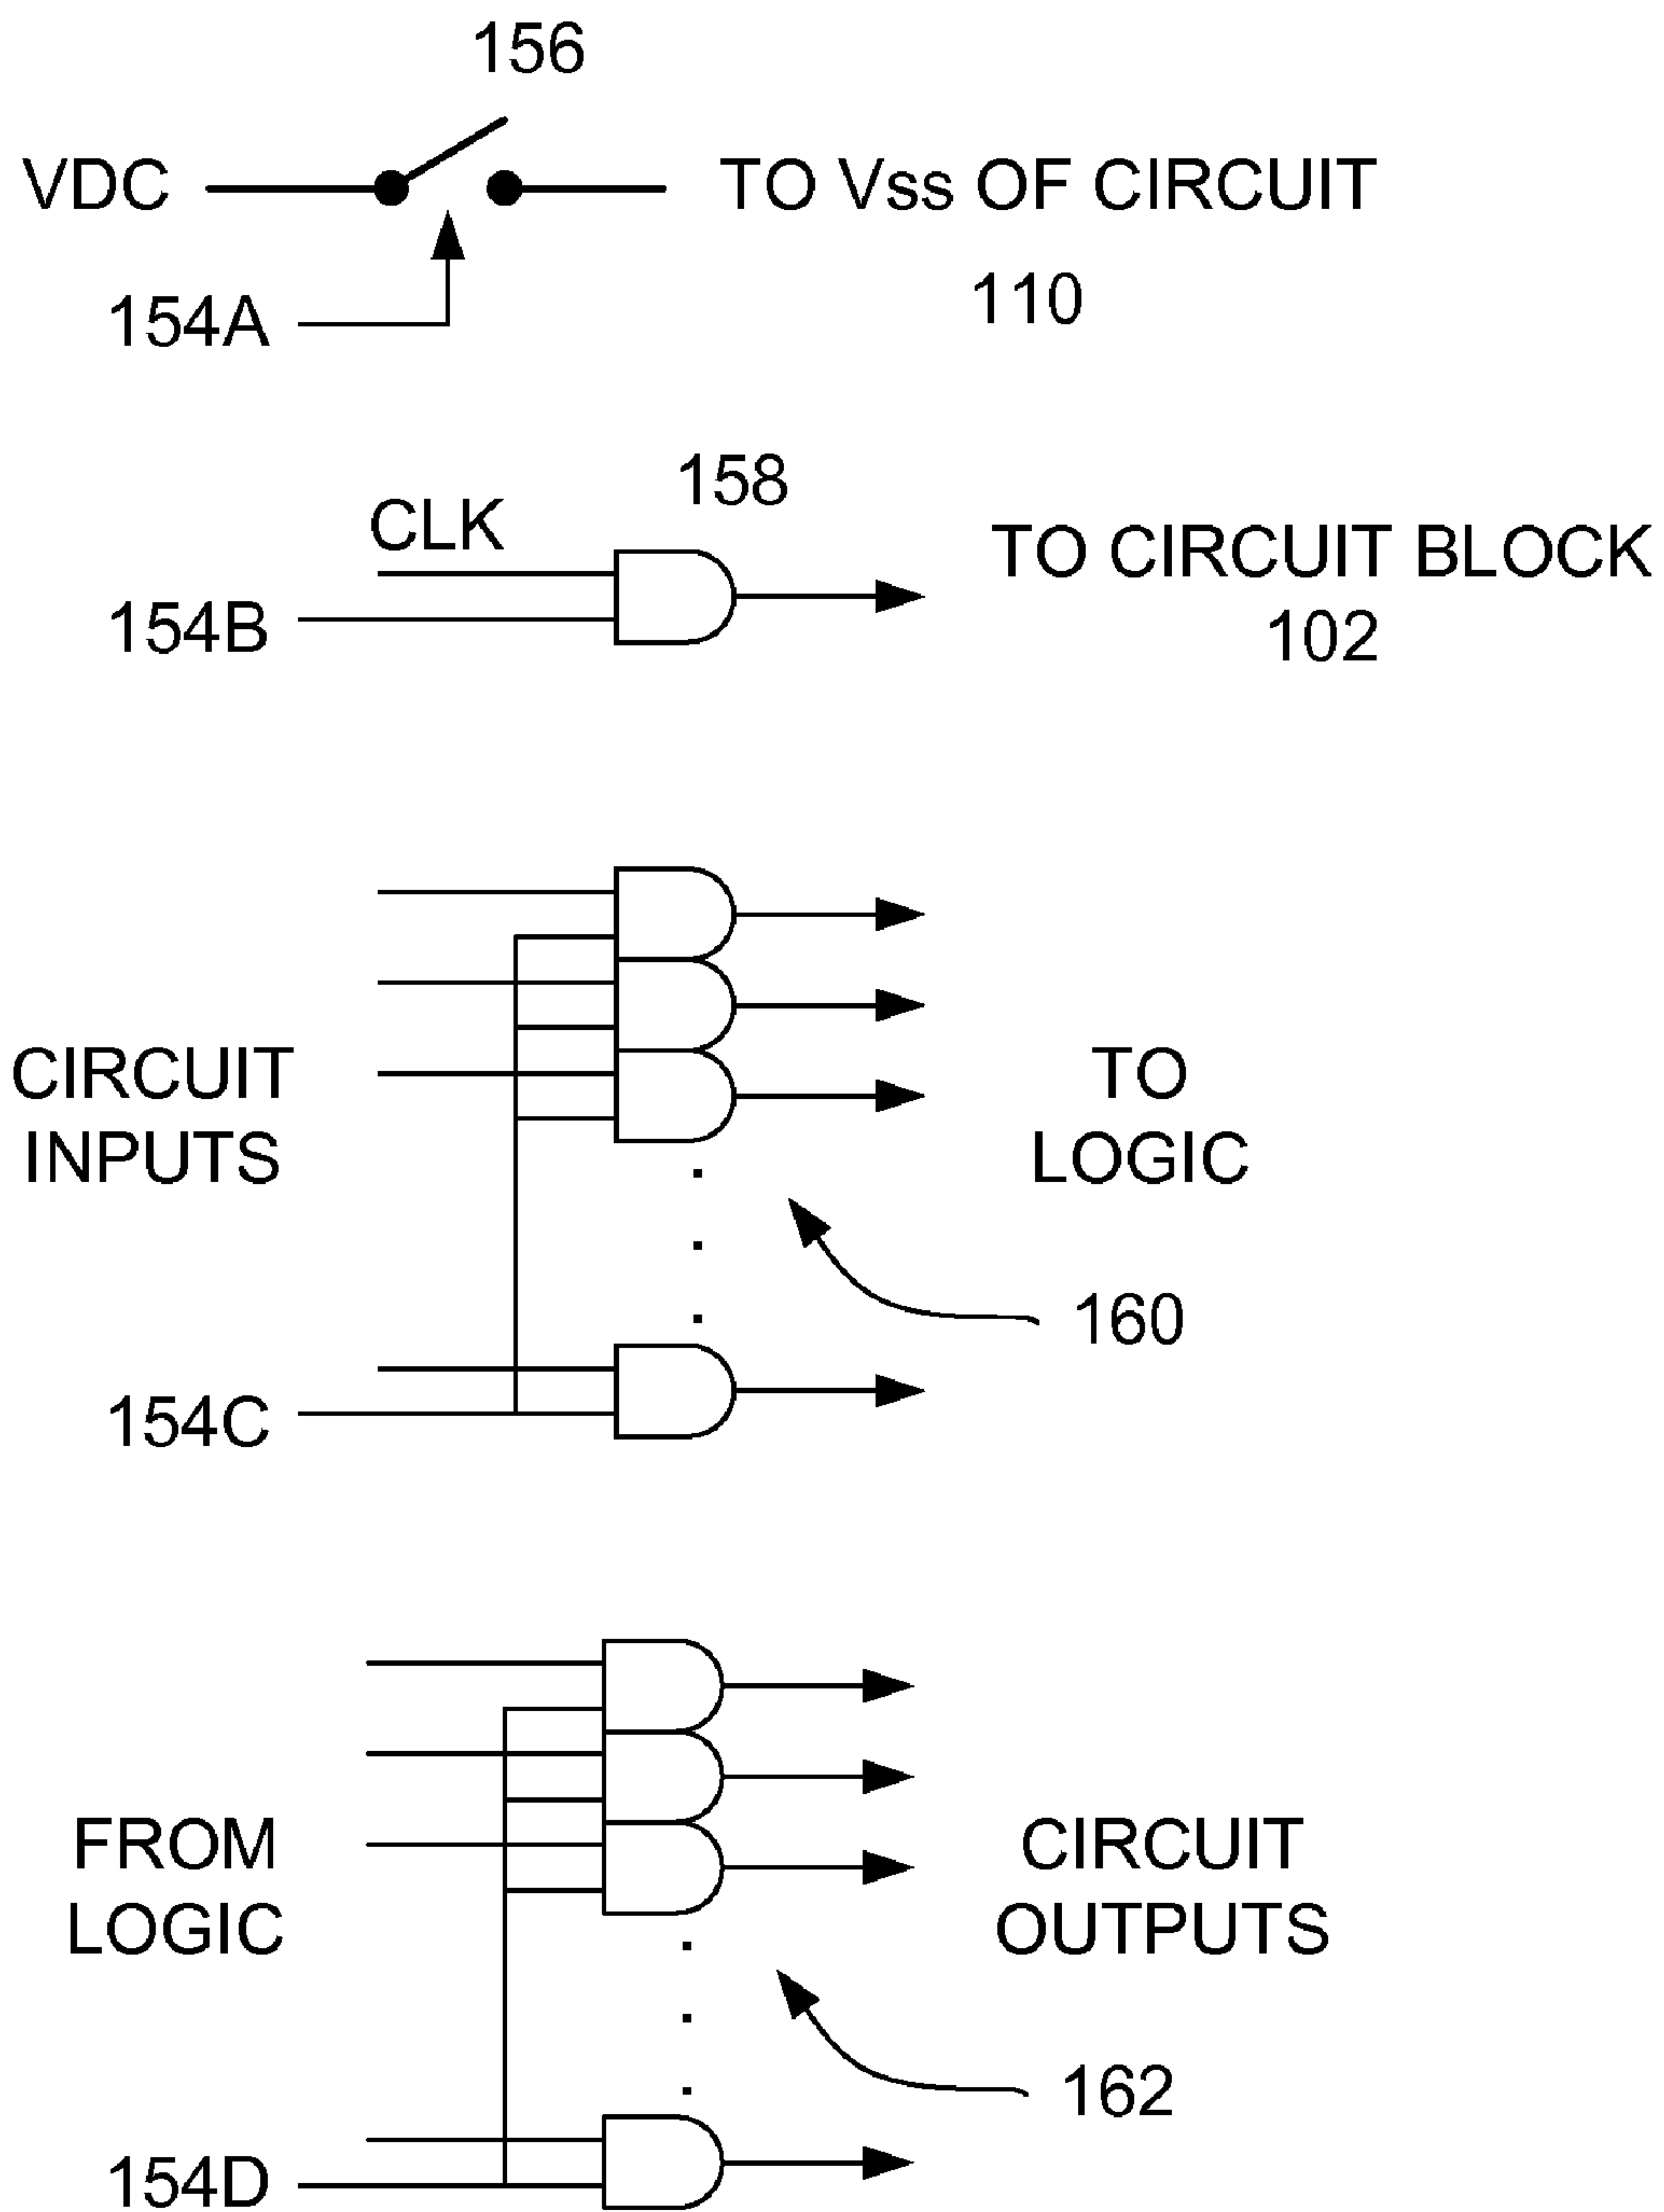 156
VDC
TO Vss OF CIRCUIT
110
154A
158
CLK
TO CIRCUIT BLOCK
102
154B
CIRCUIT
INPUTS
TO
LOGIC
160
154C
FROM
LOGIC
CIRCUIT
OUTPUTS
162
154D